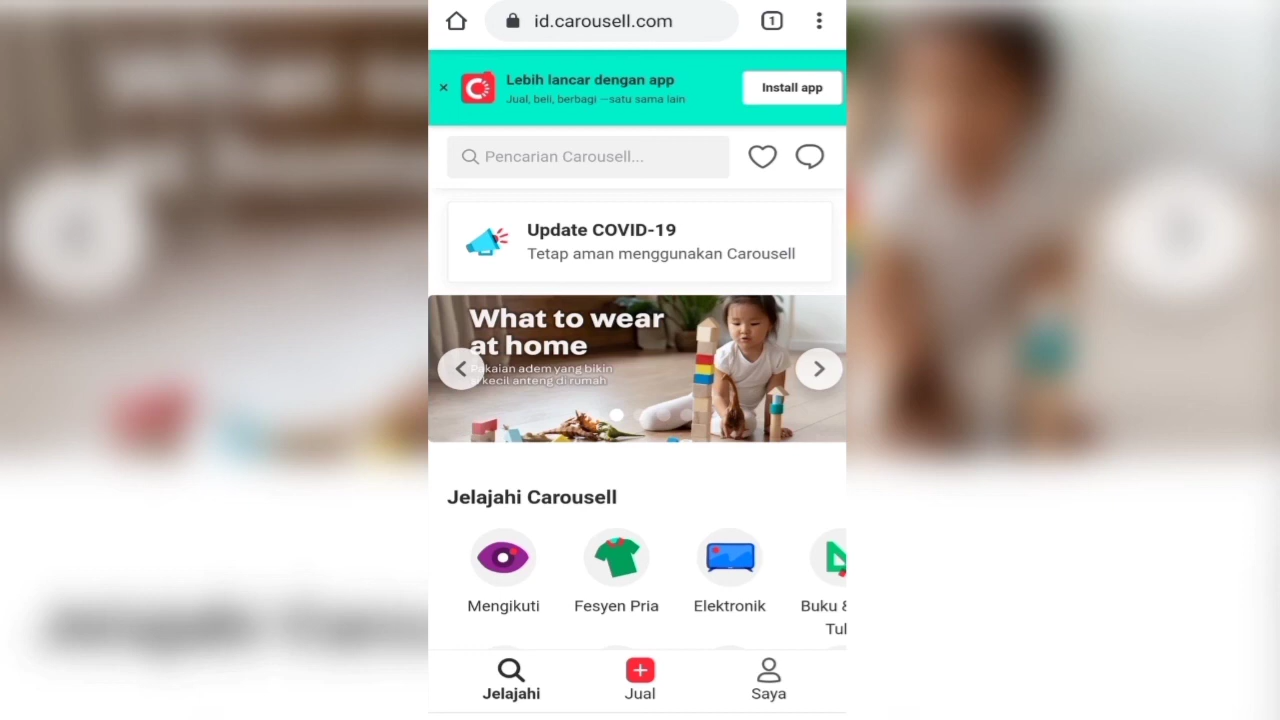 id.carousell.com
1
Lebih lancar dengan app
Jual, beli, berbagi —satu sama lain
Install app
Pencarian Carousell...
Update COVID-19
Tetap aman menggunakan Carousell
What to wear
at home
Pakaian adem yang bikin
si kecil anteng di rumah
Jelajahi Carousell
Mengikuti
Fesyen Pria
Elektronik
Buku &
Tul
Jelajahi
Jual
Saya